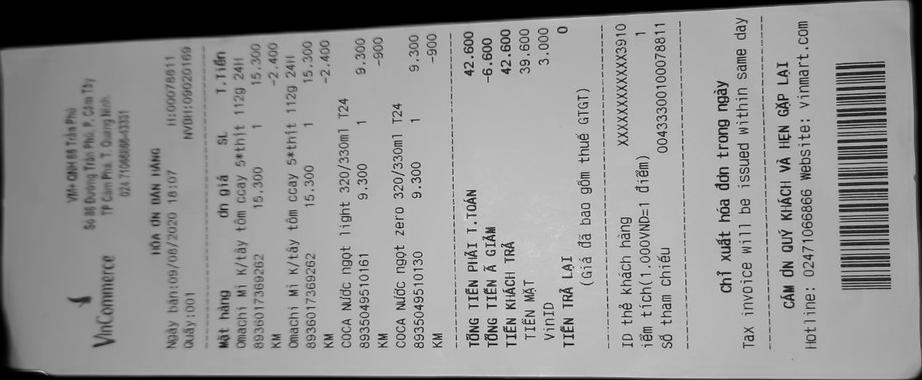 VinCommerce
VM+ QNH 88 Trần Phú
Số 88 Đường Trần Phú, P. Cẩm Tây
TP Cẩm Phả, T. Quảng Ninh
024.71066866-43331
HÓA ĐƠN BÁN HÀNG
Ngày bán:09/08/2020 18:07 H:00078811
Quầy:001 NVBH:09020169
Mặt hàng ơn giá SL T.Tiền
Omachi Mì K/tây tôm ccay 5*thịt 112g 24H
8936017369262 15.300 1 15.300
KM -2.400
Omachi Mì K/tây tôm ccay 5*thịt 112g 24H
8936017369262 15.300 1 15.300
KM -2.400
COCA Nước ngọt light 320/330ml T24
8935049510161 9.300 1 9.300
KM -900
COCA Nước ngọt zero 320/330ml T24
8935049510130 9.300 1 9.300
KM -900
TỔNG TIỀN PHẢI T.TOÁN 42.600
TỔNG TIỀN Ã GIẢM -6.600
TIỀN KHÁCH TRẢ 42.600
TIỀN MẶT 39.600
VinID 3.000
TIỀN TRẢ LẠI 0
(Giá đã bao gồm thuế GTGT)
ID thẻ khách hàng XXXXXXXXXXXX3910
iểm tích(1.000VND=1 điểm) 1
Số tham chiếu 00433300100078811
Chỉ xuất hóa đơn trong ngày
Tax invoice will be issued within same day
CẢM ƠN QUÝ KHÁCH VÀ HẸN GẶP LẠI
Hotline: 02471066866 Website: vinmart.com